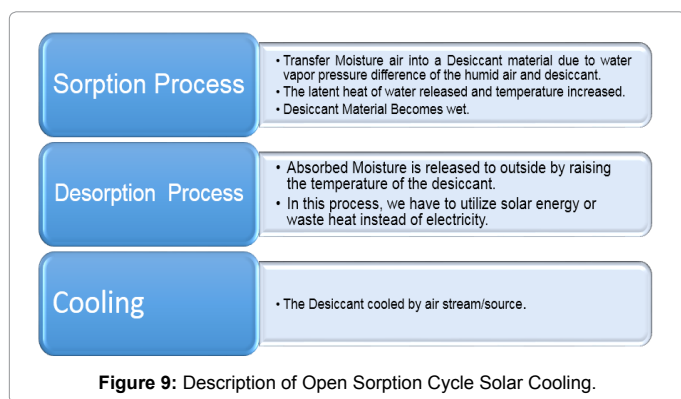 Sorption Process
• Transfer Moisture air into a Desiccant material due to water
vapor pressure difference of the humid air and desiccant.
• The latent heat of water released and temperature increased.
• Desiccant Material Becomes wet.
Desorption Process
• Absorbed Moisture is released to outside by raising
the temperature of the desiccant.
• In this process, we have to utilize solar energy or
waste heat instead of electricity.
Cooling
• The Desiccant cooled by air stream/source.
Figure 9: Description of Open Sorption Cycle Solar Cooling.